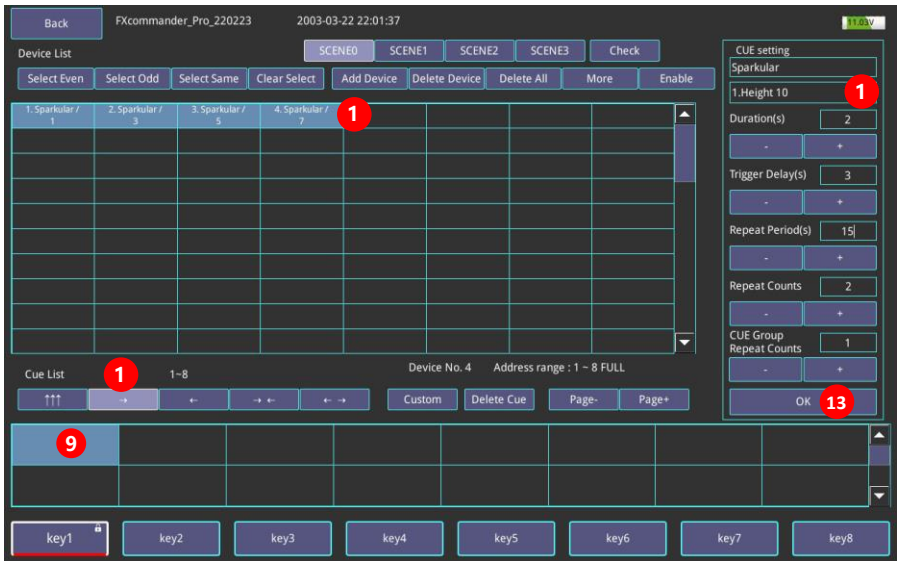 Back FXcommander_Pro_220223 2003-03-22 22:01:37 11.03V
Device List SCENE0 SCENE1 SCENE2 SCENE3 Check CUE setting
Sparkular
Select Even Select Odd Select Same Clear Select Add Device Delete Device Delete All More Enable
1.Height 10 1
1. Sparkular / 2. Sparkular / 3. Sparkular / 4. Sparkular / 1
1 3 5 7
Duration(s) 2
- +
Trigger Delay(s) 3
- +
Repeat Period(s) 15
- +
Repeat Counts 2
- +
CUE Group
Repeat Counts 1
- +
Cue List 1 1~8 Device No. 4 Address range : 1 ~ 8 FULL
↑↑↑ → ← → ← ← → Custom Delete Cue Page- Page+ OK 13
9
key1 key2 key3 key4 key5 key6 key7 key8